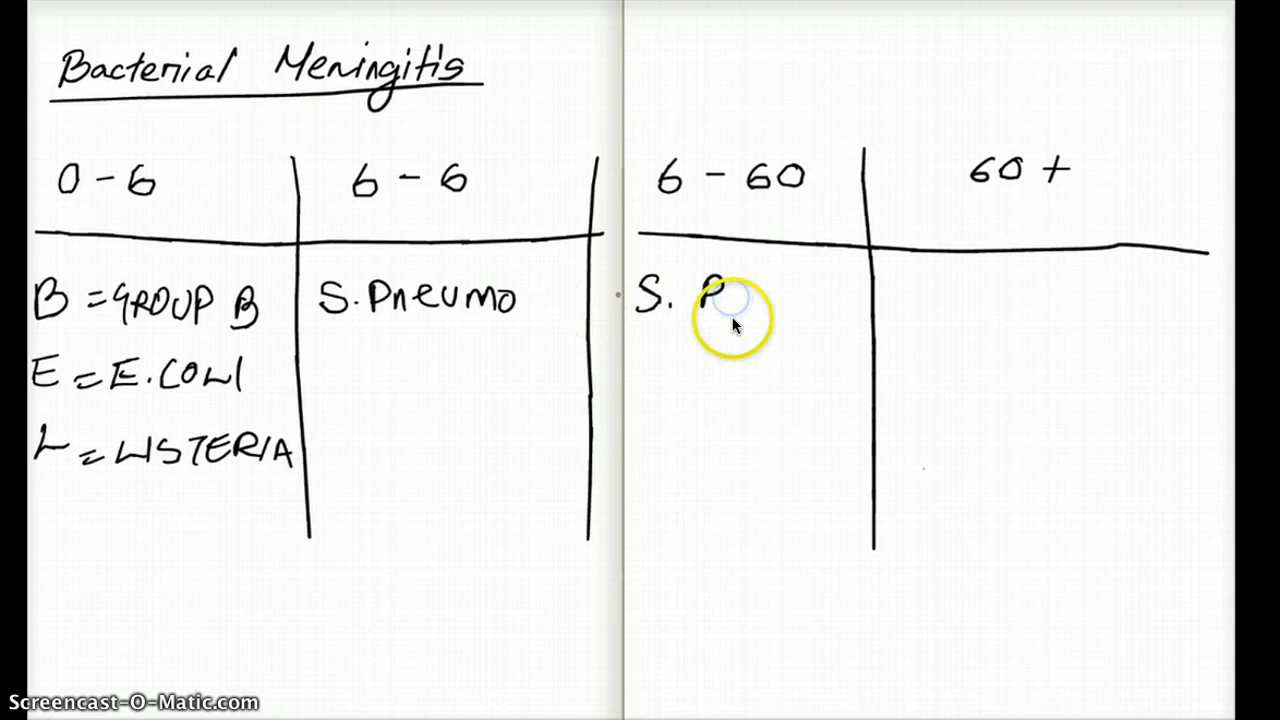 Bacterial Meningitis
0 - 6
6 - 6
6 - 60
60 +
B = GROUP B
S. Pneumo
S. P
E = E. COLI
L = LISTERIA
Screencast-O-Matic.com